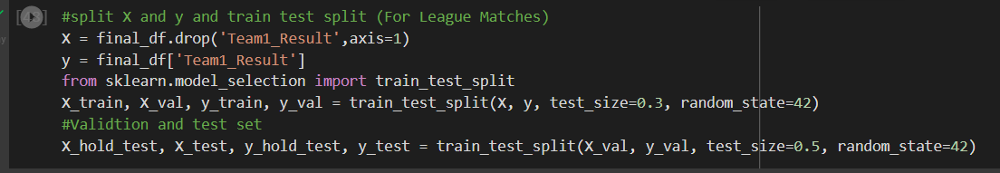 #split X and y and train test split (For League Matches)
X = final_df.drop('Team1_Result',axis=1)
y = final_df['Team1_Result']
from sklearn.model_selection import train_test_split
X_train, X_val, y_train, y_val = train_test_split(X, y, test_size=0.3, random_state=42)
#Validtion and test set
X_hold_test, X_test, y_hold_test, y_test = train_test_split(X_val, y_val, test_size=0.5, random_state=42)